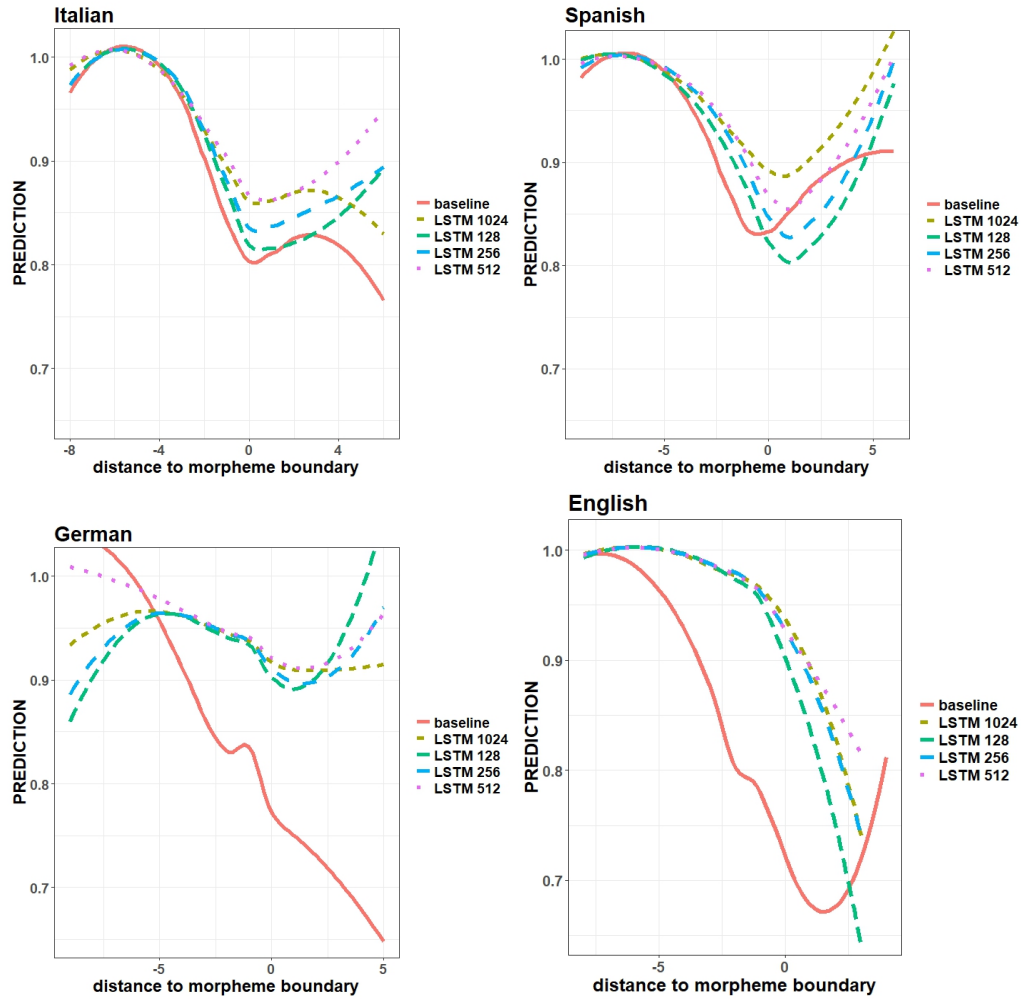 Italian
1.0
0.9
0.8
0.7
PREDICTION
-8
-4
0
4
distance to morpheme boundary
baseline
LSTM 1024
LSTM 128
LSTM 256
LSTM 512
Spanish
1.0
0.9
0.8
0.7
PREDICTION
-5
0
5
distance to morpheme boundary
baseline
LSTM 1024
LSTM 128
LSTM 256
LSTM 512
German
1.0
0.9
0.8
0.7
PREDICTION
-5
0
5
distance to morpheme boundary
baseline
LSTM 1024
LSTM 128
LSTM 256
LSTM 512
English
1.0
0.9
0.8
0.7
PREDICTION
-5
0
distance to morpheme boundary
baseline
LSTM 1024
LSTM 128
LSTM 256
LSTM 512